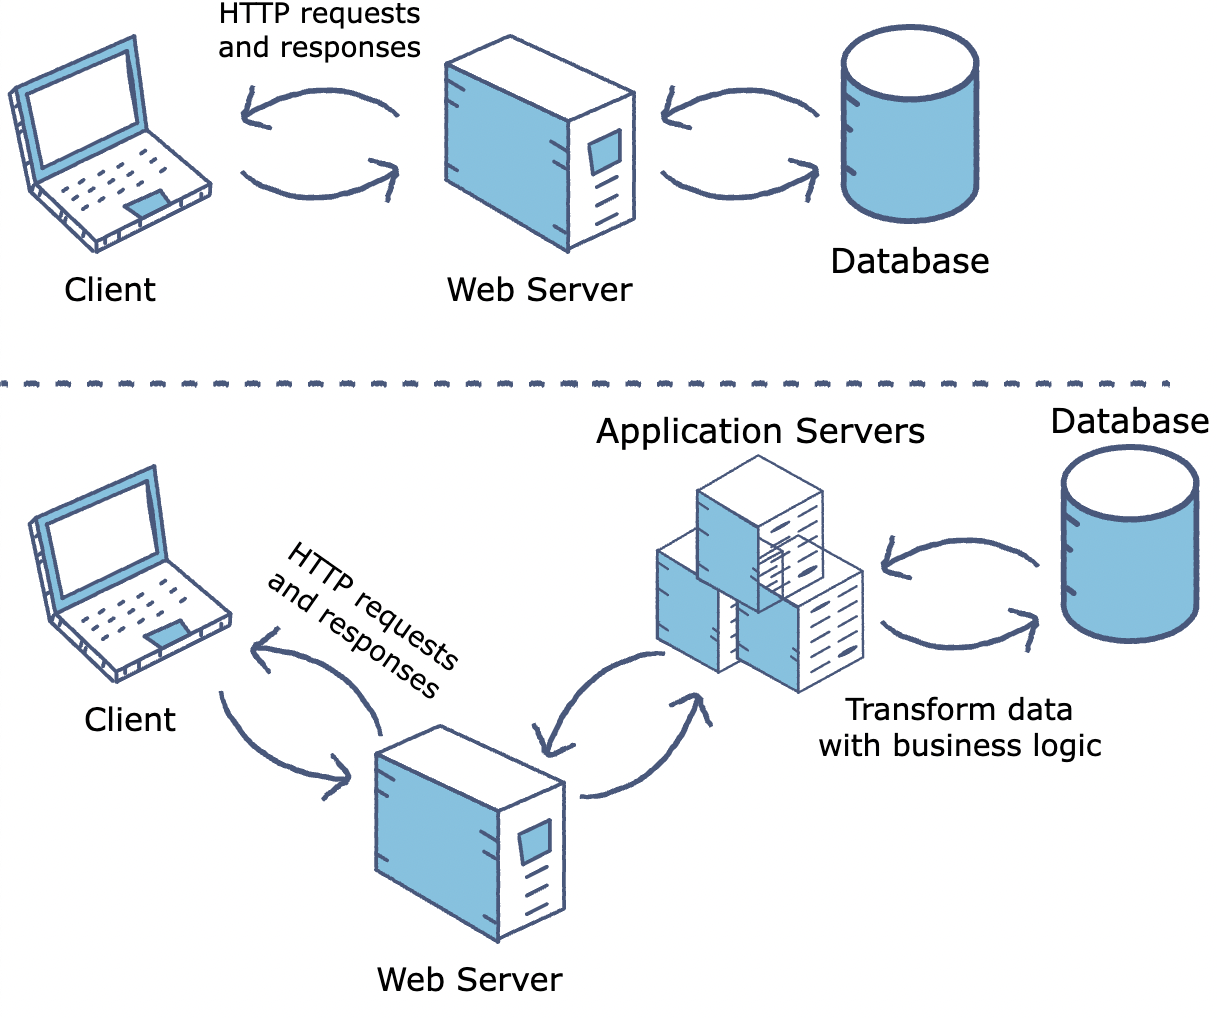 HTTP requests
and responses
Client
Web Server
Database
Application Servers
Database
HTTP requests
and responses
Client
Transform data
with business logic
Web Server